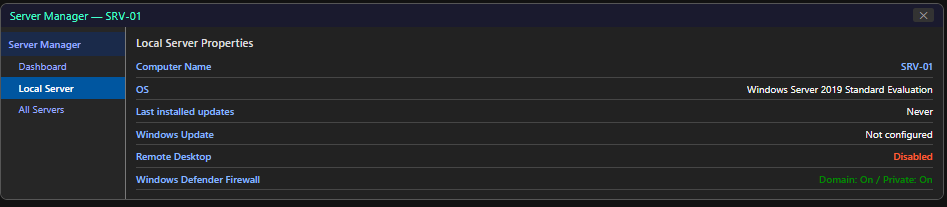 Server Manager — SRV-01
Server Manager
Dashboard
Local Server
All Servers
Local Server Properties
Computer Name SRV-01
OS Windows Server 2019 Standard Evaluation
Last installed updates Never
Windows Update Not configured
Remote Desktop Disabled
Windows Defender Firewall Domain: On / Private: On